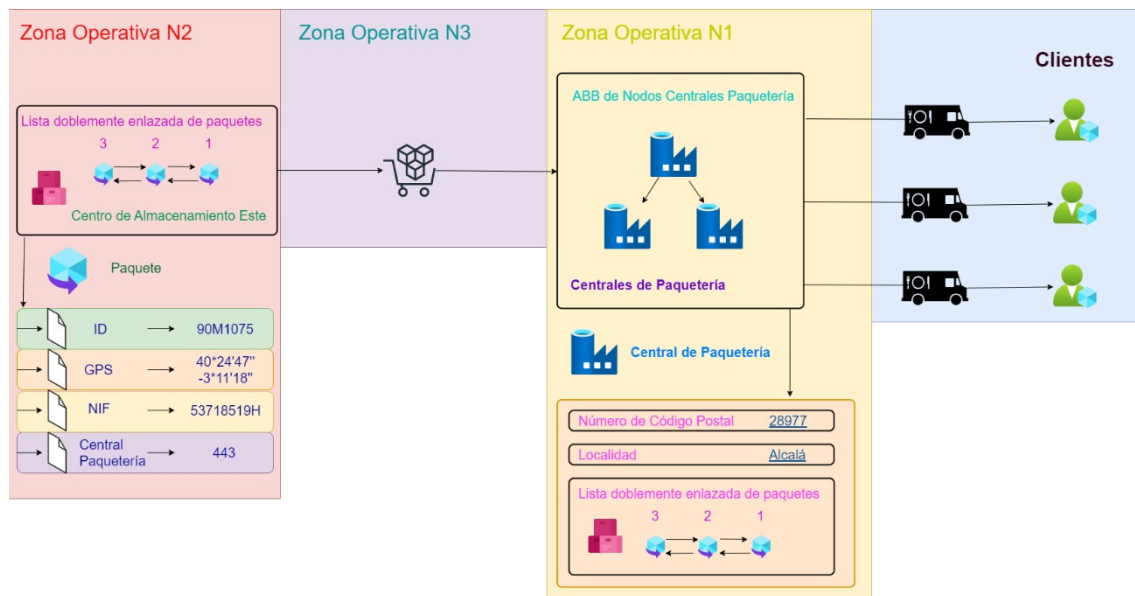 Zona Operativa N2
Lista doblemente enlazada de paquetes
3 2 1
Centro de Almacenamiento Este
Paquete
ID 90M1075
GPS 40*24'47"
-3*11'18"
NIF 53718519H
Central
Paquetería 443
Zona Operativa N3
Zona Operativa N1
ABB de Nodos Centrales Paquetería
Centrales de Paquetería
Central de Paquetería
Número de Código Postal 28977
Localidad Alcalá
Lista doblemente enlazada de paquetes
3 2 1
Clientes